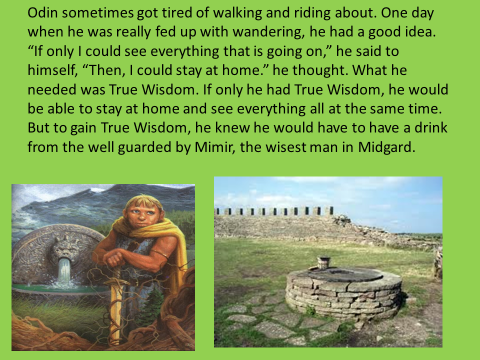 Odin sometimes got tired of walking and riding about. One day
when he was really fed up with wandering, he had a good idea.
“If only I could see everything that is going on,” he said to
himself, “Then, I could stay at home.” he thought. What he
needed was True Wisdom. If only he had True Wisdom, he would
be able to stay at home and see everything all at the same time.
But to gain True Wisdom, he knew he would have to have a drink
from the well guarded by Mimir, the wisest man in Midgard.